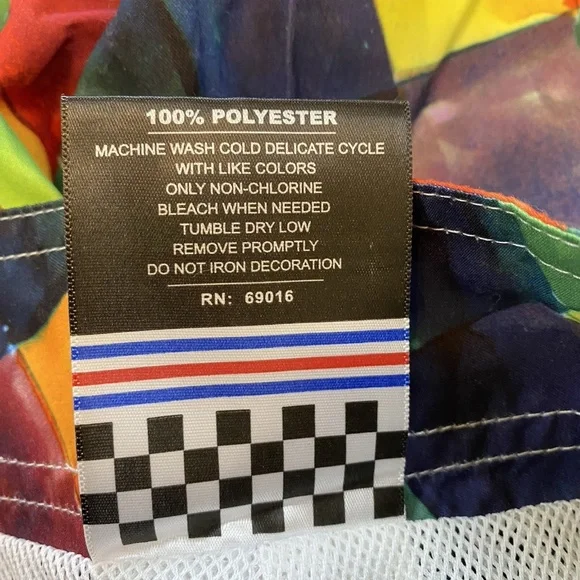 100% POLYESTER
MACHINE WASH COLD DELICATE CYCLE
WITH LIKE COLORS
ONLY NON-CHLORINE
BLEACH WHEN NEEDED
TUMBLE DRY LOW
REMOVE PROMPTLY
DO NOT IRON DECORATION
RN: 69016